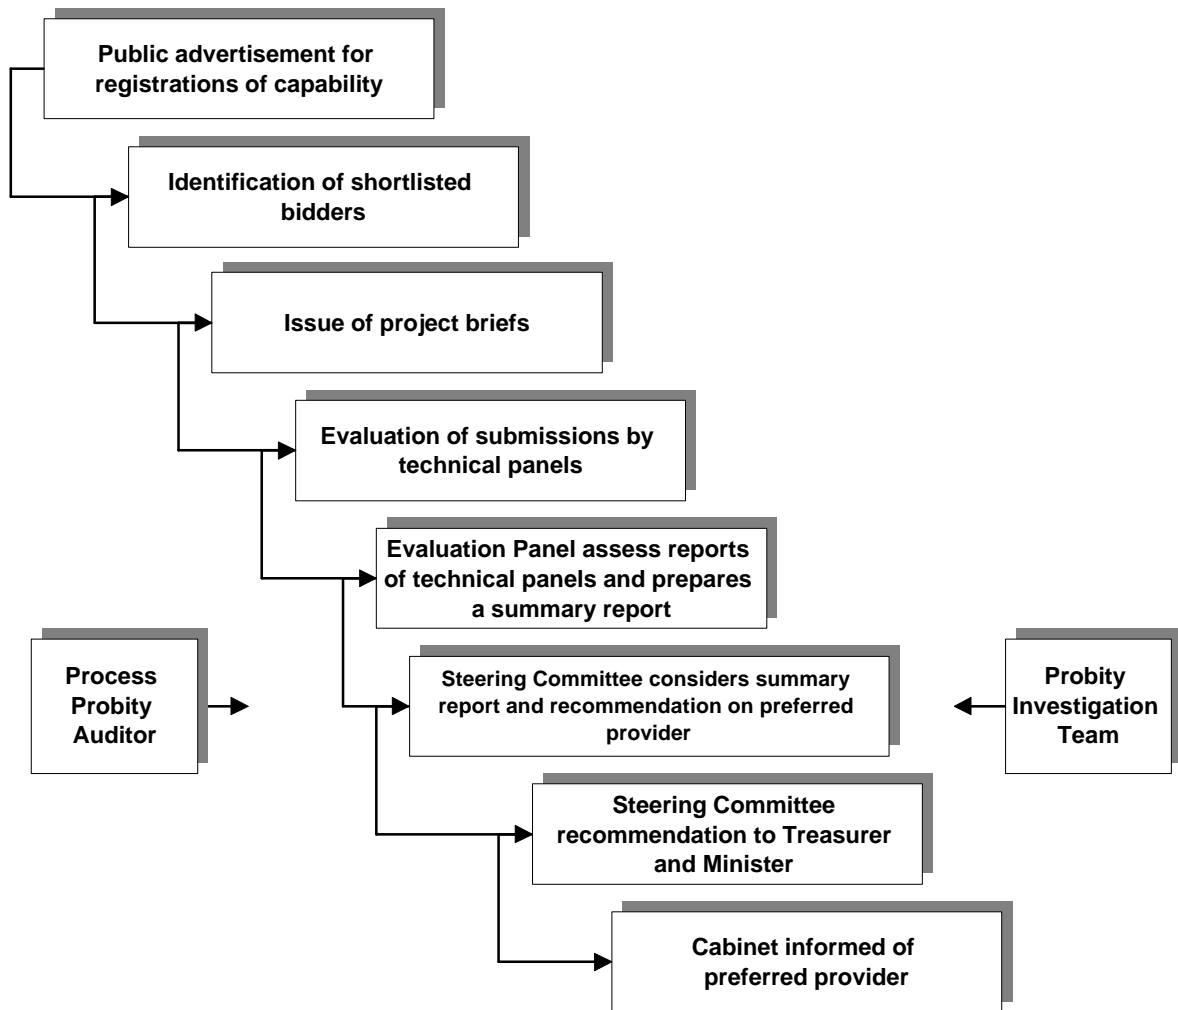 Public advertisement for
registrations of capability
Identification of shortlisted
bidders
Issue of project briefs
Evaluation of submissions by
technical panels
Evaluation Panel assess reports
of technical panels and prepares
a summary report
Process
Probity
Auditor
Steering Committee considers summary
report and recommendation on preferred
provider
Probity
Investigation
Team
Steering Committee
recommendation to Treasurer
and Minister
Cabinet informed of
preferred provider